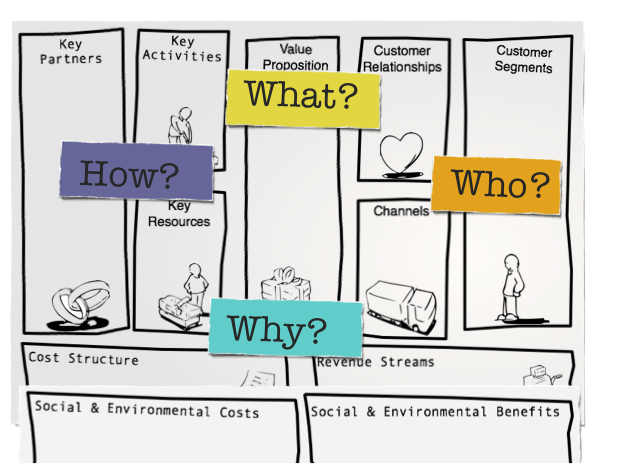 Key
Partners
Key
Activities
Value
Proposition
Customer
Relationships
Customer
Segments
What?
How?
Who?
Key
Resources
Channels
Why?
Cost Structure
Revenue Streams
Social & Environmental Costs
Social & Environmental Benefits